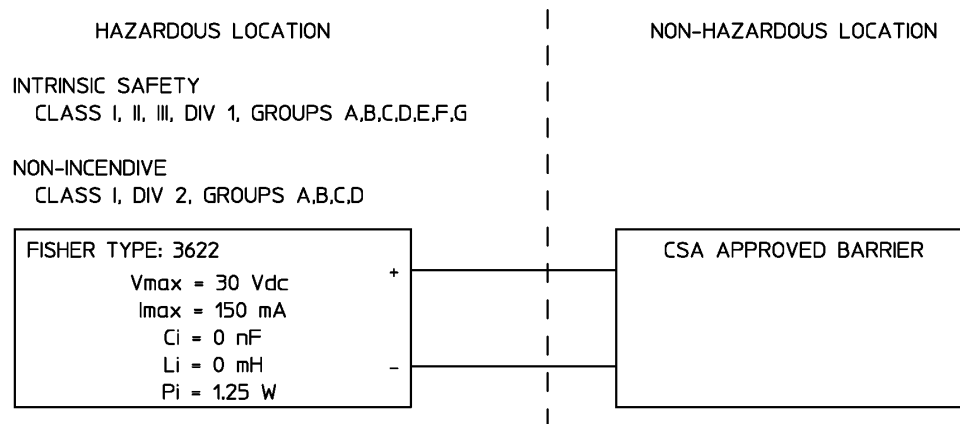 HAZARDOUS LOCATION
NON-HAZARDOUS LOCATION
INTRINSIC SAFETY
CLASS I, II, III, DIV 1, GROUPS A,B,C,D,E,F,G
NON-INCENDIVE
CLASS I, DIV 2, GROUPS A,B,C,D
FISHER TYPE: 3622
Vmax = 30 Vdc
Imax = 150 mA
Ci = 0 nF
Li = 0 mH
Pi = 1.25 W
+
-
CSA APPROVED BARRIER